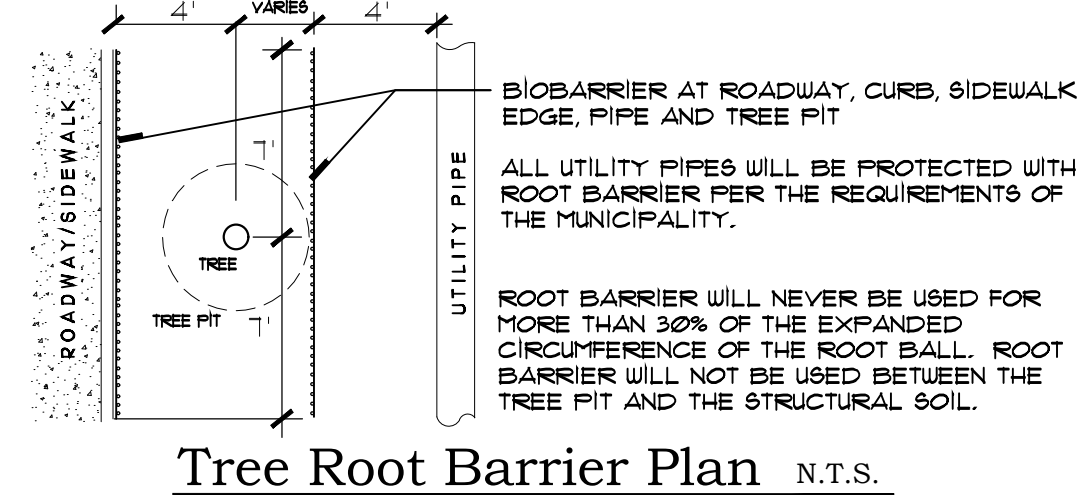 4' VARIES 4'
BIOBARRIER AT ROADWAY, CURB, SIDEWALK
EDGE, PIPE AND TREE PIT
ROADWAY/SIDEWALK
7'
UTILITY PIPE
ALL UTILITY PIPES WILL BE PROTECTED WITH
ROOT BARRIER PER THE REQUIREMENTS OF
THE MUNICIPALITY.
TREE
TREE PIT
7'
ROOT BARRIER WILL NEVER BE USED FOR
MORE THAN 30% OF THE EXPANDED
CIRCUMFERENCE OF THE ROOT BALL. ROOT
BARRIER WILL NOT BE USED BETWEEN THE
TREE PIT AND THE STRUCTURAL SOIL.
Tree Root Barrier Plan N.T.S.